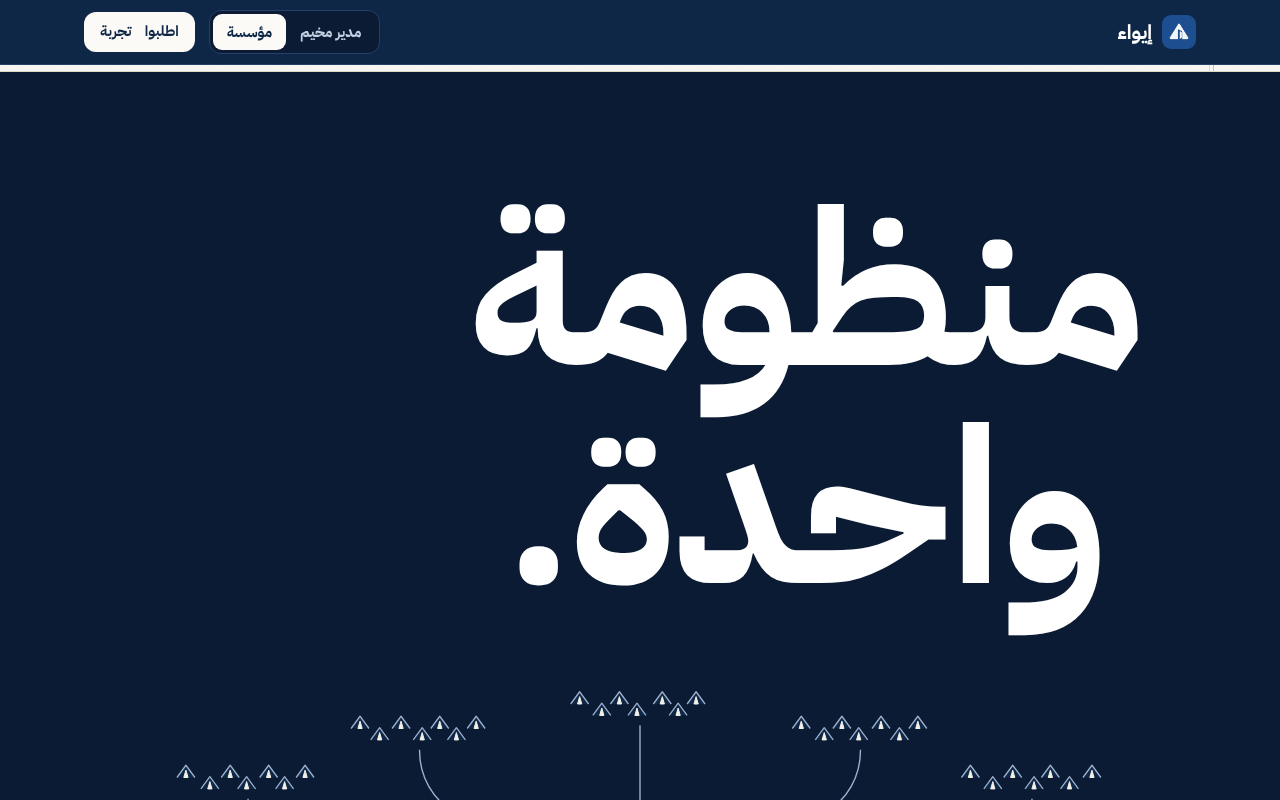 إيواء
مدير مخيم
مؤسسة
اطلبوا تجربة
منظومة
واحدة.